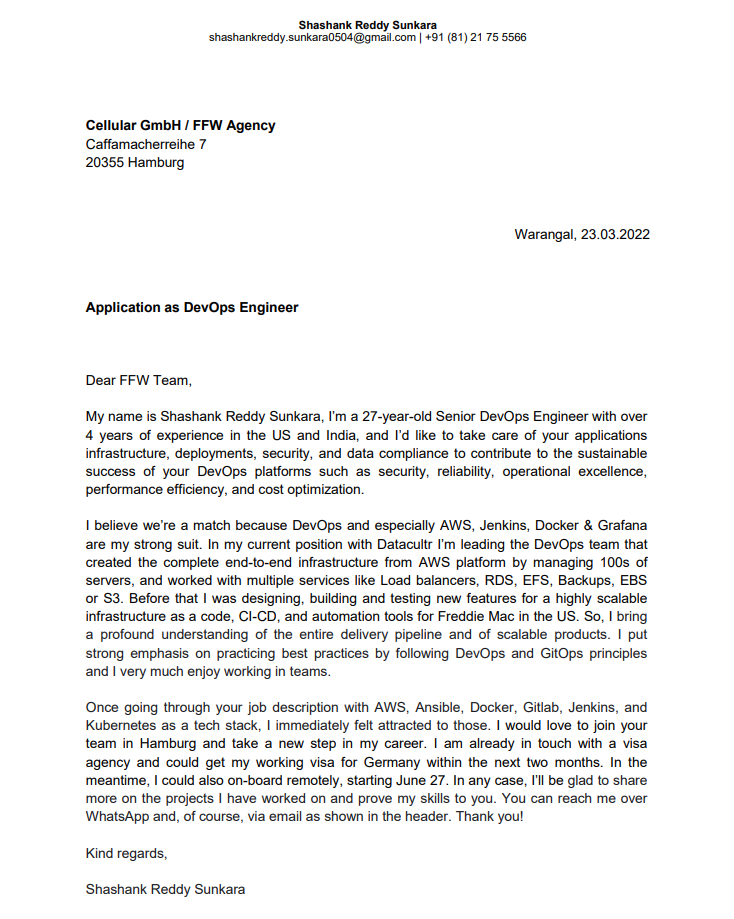 Shashank Reddy Sunkara
shashankreddy.sunkara0504@gmail.com | +91 (81) 21 75 5566
Cellular GmbH / FFW Agency
Caffamacherreihe 7
20355 Hamburg
Warangal, 23.03.2022
Application as DevOps Engineer
Dear FFW Team,
My name is Shashank Reddy Sunkara, I'm a 27-year-old Senior DevOps Engineer with over
4 years of experience in the US and India, and I'd like to take care of your applications
infrastructure, deployments, security, and data compliance to contribute to the sustainable
success of your DevOps platforms such as security, reliability, operational excellence,
performance efficiency, and cost optimization.
I believe we're a match because DevOps and especially AWS, Jenkins, Docker & Grafana
are my strong suit. In my current position with Datacultr I'm leading the DevOps team that
created the complete end-to-end infrastructure from AWS platform by managing 100s of
servers, and worked with multiple services like Load balancers, RDS, EFS, Backups, EBS
or S3. Before that I was designing, building and testing new features for a highly scalable
infrastructure as a code, CI-CD, and automation tools for Freddie Mac in the US. So, I bring
a profound understanding of the entire delivery pipeline and of scalable products. I put
strong emphasis on practicing best practices by following DevOps and GitOps principles
and I very much enjoy working in teams.
Once going through your job description with AWS, Ansible, Docker, Gitlab, Jenkins, and
Kubernetes as a tech stack, I immediately felt attracted to those. I would love to join your
team in Hamburg and take a new step in my career. I am already in touch with a visa
agency and could get my working visa for Germany within the next two months. In the
meantime, I could also on-board remotely, starting June 27. In any case, I'll be glad to share
more on the projects I have worked on and prove my skills to you. You can reach me over
WhatsApp and, of course, via email as shown in the header. Thank you!
Kind regards,
Shashank Reddy Sunkara